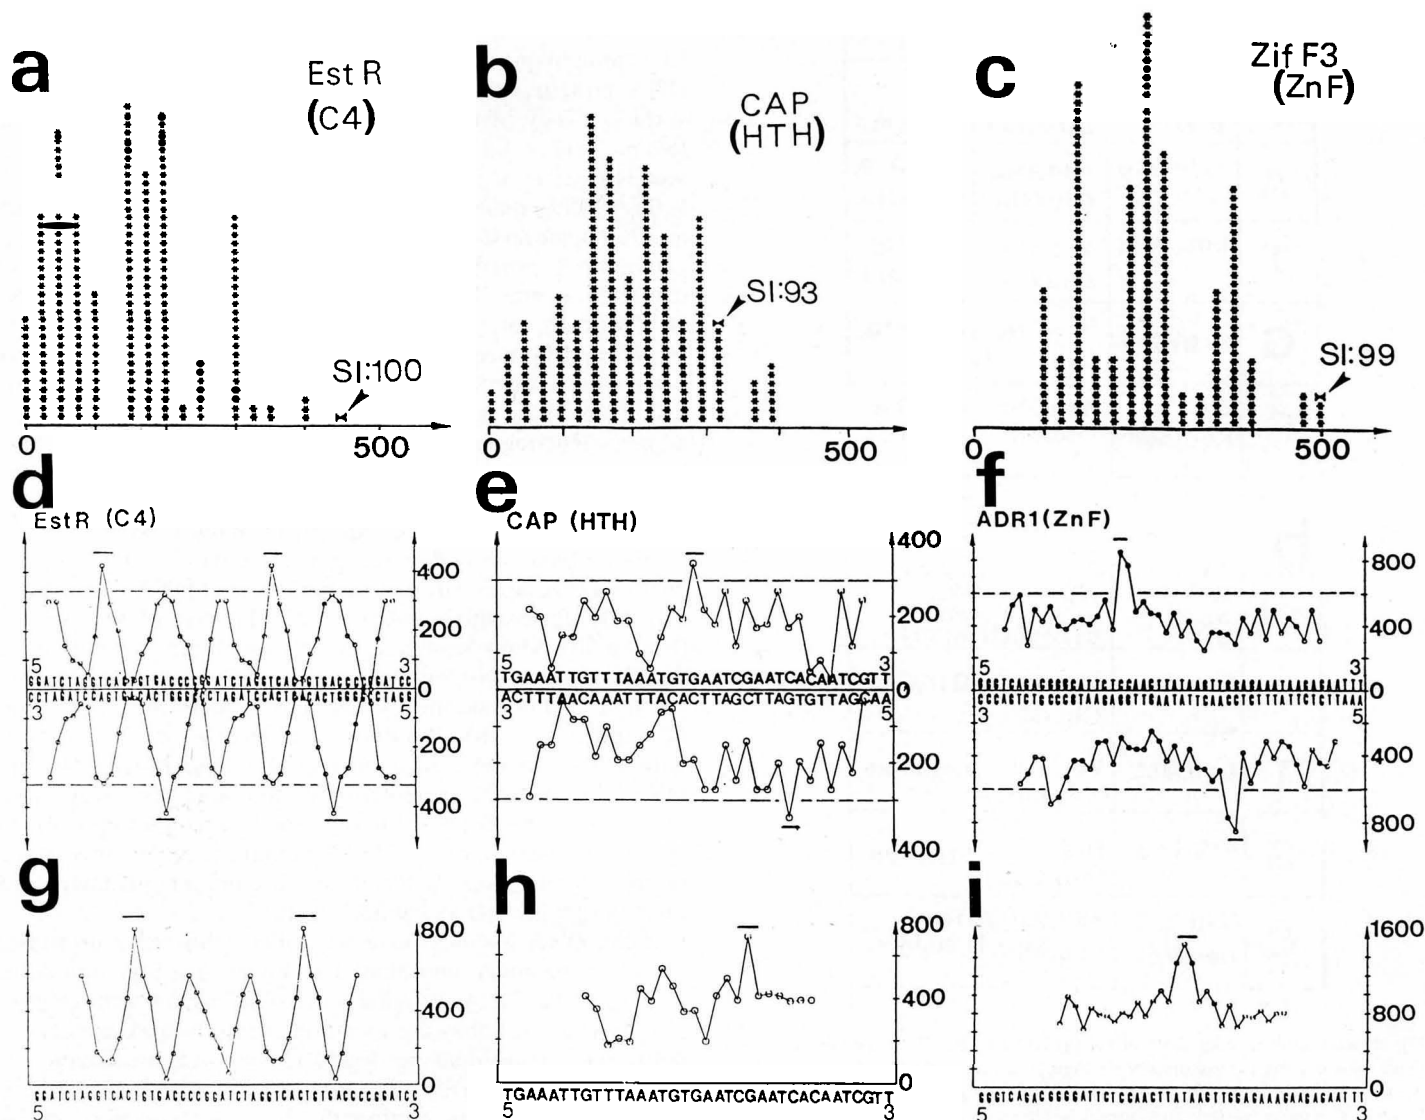 a
Est R
(C4)
SI:100
0 500
b
CAP
(HTH)
SI:93
0 500
c
Zif F3
(ZnF)
SI:99
0 500
d
EstR (C4)
400
200
5 3
0
3 5
200
400
e
CAP (HTH)
400
200
5 3
TGAAATTGTTTAAATGTGAATCGAATCACAATCGTT
0
ACTTTAACAAATTTACACTTAGCTTAGTGTTAGCAA
3 5
200
400
f
ADR1(ZnF)
800
400
5 3
0
3 5
400
800
g
800
400
0
5 3
h
800
400
0
TGAAATTGTTTAAATGTGAATCGAATCACAATCGTT
5 3
i
1600
1200
800
400
0
5 3